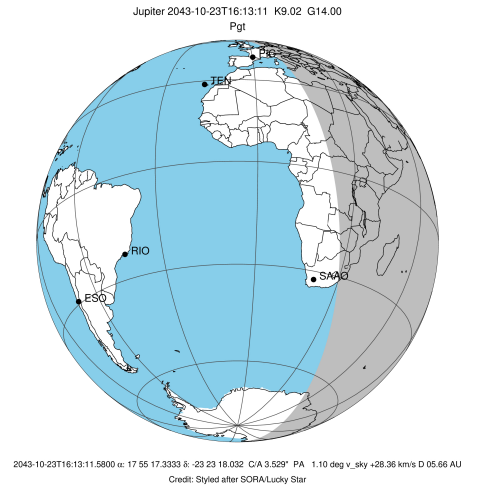 Jupiter 2043-10-23T16:13:11 K9.02 G14.00
Pgt
PIC
TEN
RIO
SAAO
ESO
2043-10-23T16:13:11.5800 α: 17 55 17.3333 δ: -23 23 18.032 C/A 3.529" PA 1.10 deg v_sky +28.36 km/s D 05.66 AU
Credit: Styled after SORA/Lucky Star